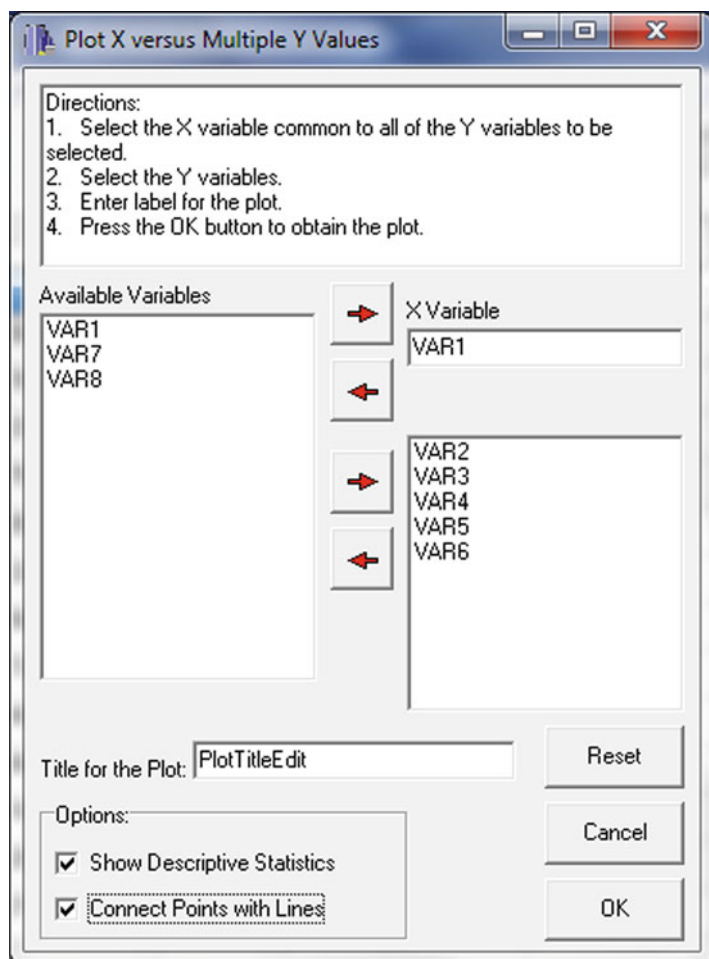 Plot X versus Multiple Y Values
Directions:
1. Select the X variable common to all of the Y variables to be
selected.
2. Select the Y variables.
3. Enter label for the plot.
4. Press the OK button to obtain the plot.
Available Variables
VAR1
VAR7
VAR8
X Variable
VAR1
VAR2
VAR3
VAR4
VAR5
VAR6
Title for the Plot: PlotTitleEdit
Reset
Options:
Show Descriptive Statistics
Connect Points with Lines
Cancel
OK